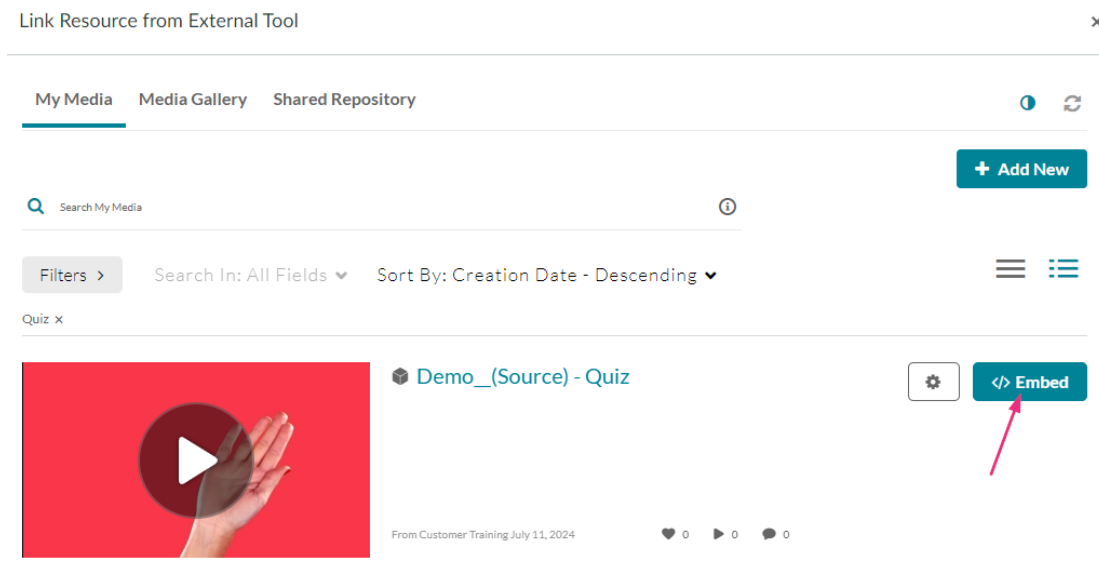 Link Resource from External Tool
My Media Media Gallery Shared Repository
+ Add New
Search My Media
Filters > Search In: All Fields Sort By: Creation Date - Descending
Quiz ×
Demo__(Source) - Quiz
</> Embed
From Customer Training July 11, 2024 0 0 0